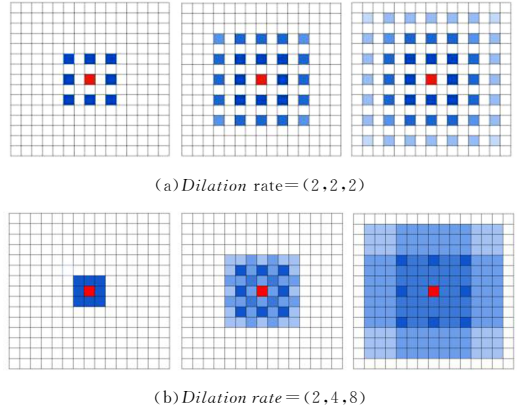 (a)Dilation rate=(2,2,2)
(b)Dilation rate=(2,4,8)